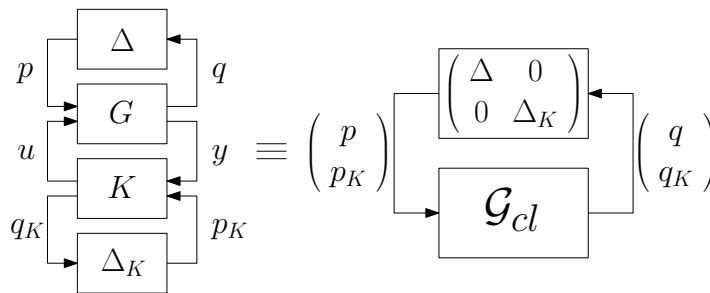 Δ
p q
G
u y
K
q_K p_K
Δ_K
≡
( p
p_K )
( Δ 0
0 Δ_K )
𝒢_cl
( q
q_K )